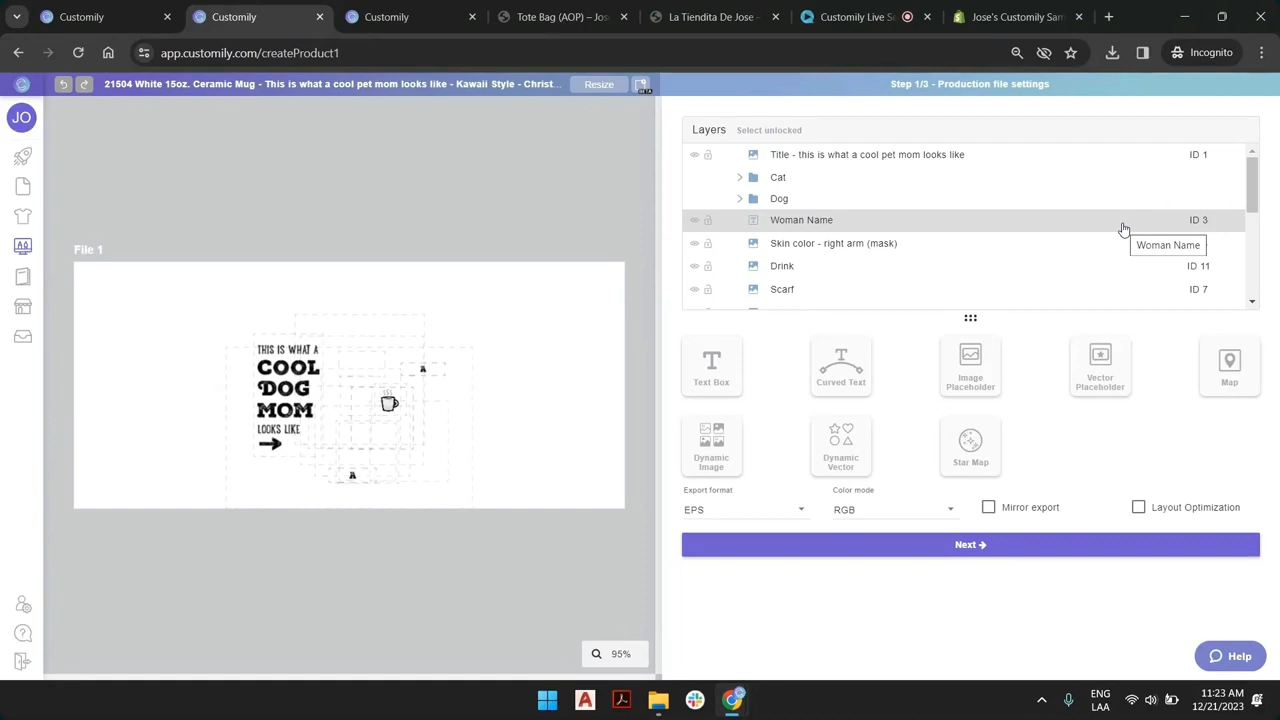 Customily
Customily
Customily
Tote Bag (AOP) – Jos
La Tiendita De Jose –
Customily Live S
Jose's Customily Sam
app.customily.com/createProduct1
Incognito
21504 White 15oz. Ceramic Mug - This is what a cool pet mom looks like - Kawaii Style - Christ...
Resize
BETA
Step 1/3 - Production file settings
JO
Layers
Select unlocked
Title - this is what a cool pet mom looks like
ID 1
Cat
Dog
Woman Name
ID 3
Woman Name
Skin color - right arm (mask)
Drink
ID 11
Scarf
ID 7
File 1
THIS IS WHAT A
COOL
DOG
MOM
LOOKS LIKE
A
A
Text Box
Curved Text
Image
Placeholder
Vector
Placeholder
Map
Dynamic
Image
Dynamic
Vector
Star Map
Export format
Color mode
EPS
RGB
Mirror export
Layout Optimization
Next
95%
Help
ENG
LAA
11:23 AM
12/21/2023